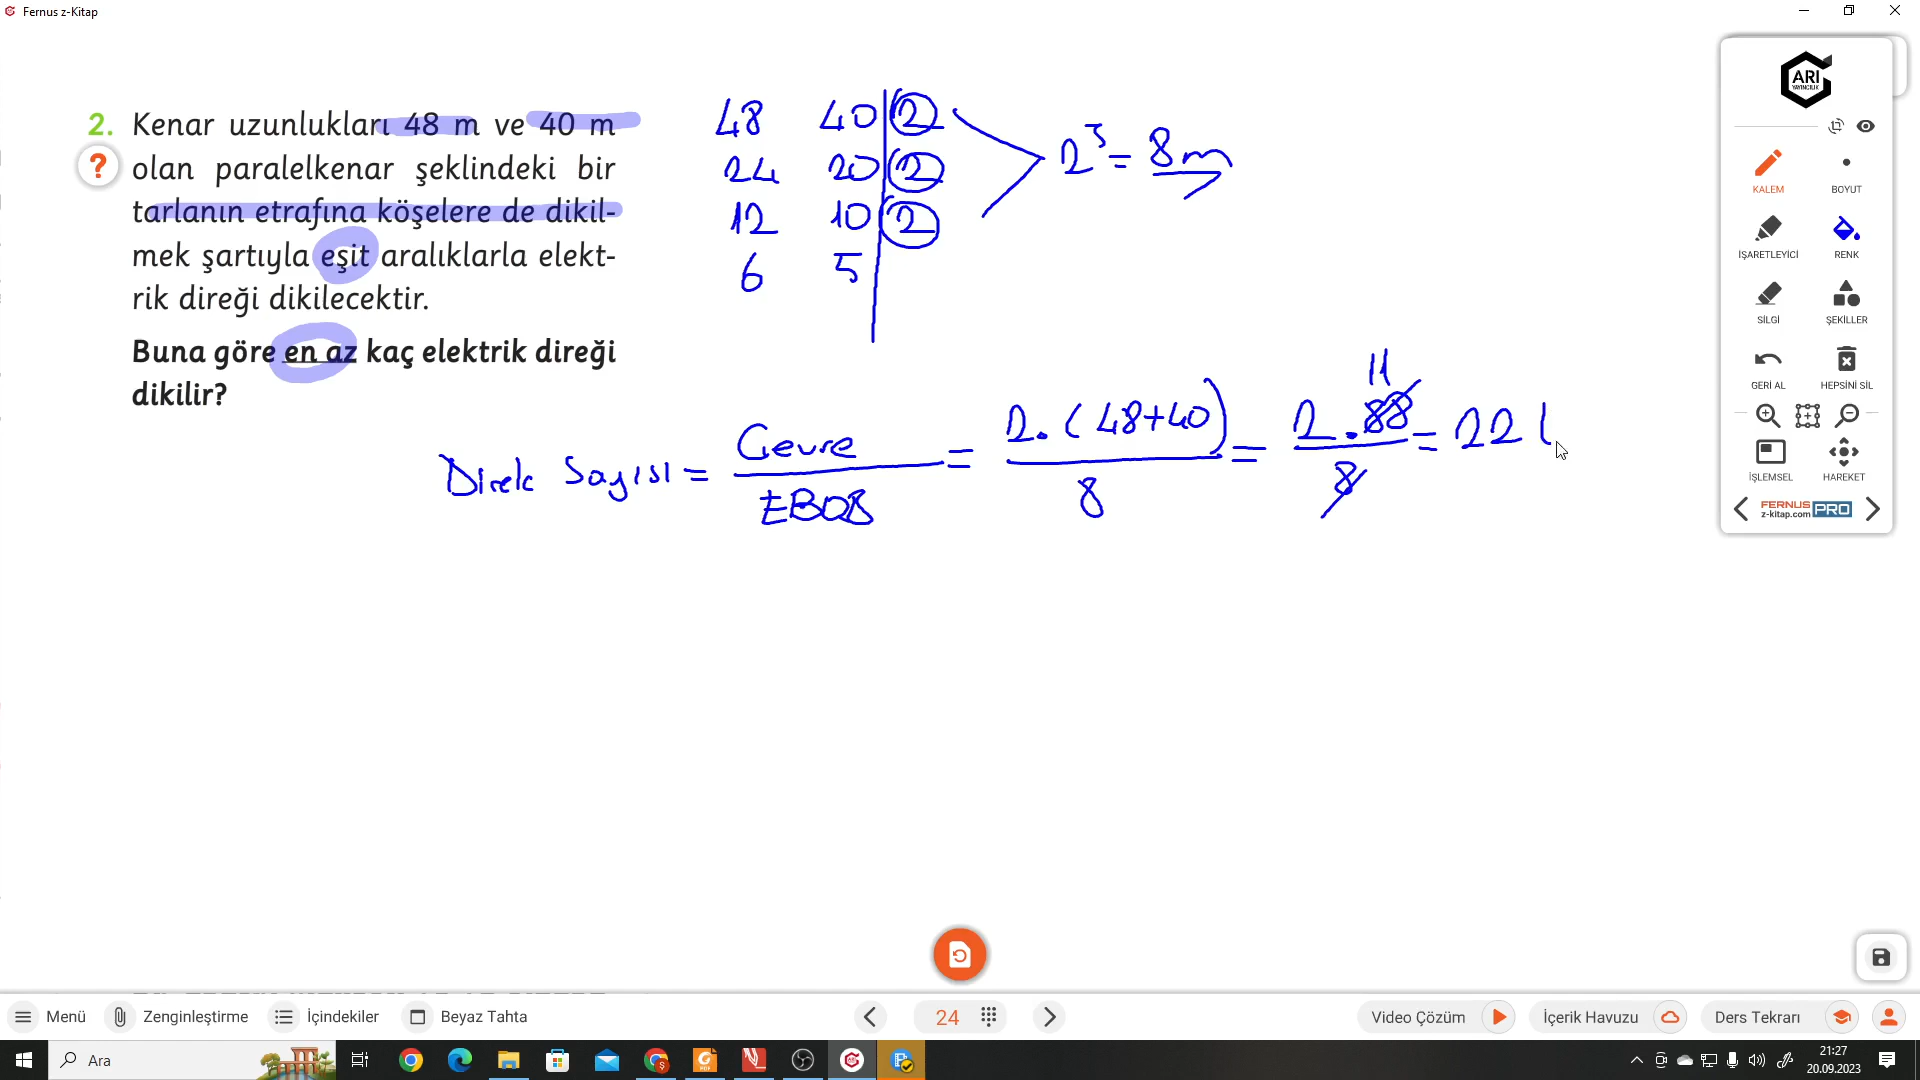 Fernus z-Kitap
2. Kenar uzunlukları 48 m ve 40 m
? olan paralelkenar şeklindeki bir
tarlanın etrafına köşelere de dikil-
mek şartıyla eşit aralıklarla elekt-
rik direği dikilecektir.
Buna göre en az kaç elektrik direği
dikilir?
48 40 2
24 20 2
12 10 2
6 5
2³ = 8m
Direk Sayısı = Çevre / EBOB = 2.(48+40) / 8 = 2.88 / 8 = 22
11
ARI
YAYINCILIK
KALEM
BOYUT
İŞARETLEYİCİ
RENK
SİLGİ
ŞEKİLLER
GERİ AL
HEPSİNİ SİL
İŞLEMSEL
HAREKET
FERNUS PRO
z-kitap.com
Menü
Zenginleştirme
İçindekiler
Beyaz Tahta
24
Video Çözüm
İçerik Havuzu
Ders Tekrarı
Ara
21:27
20.09.2023